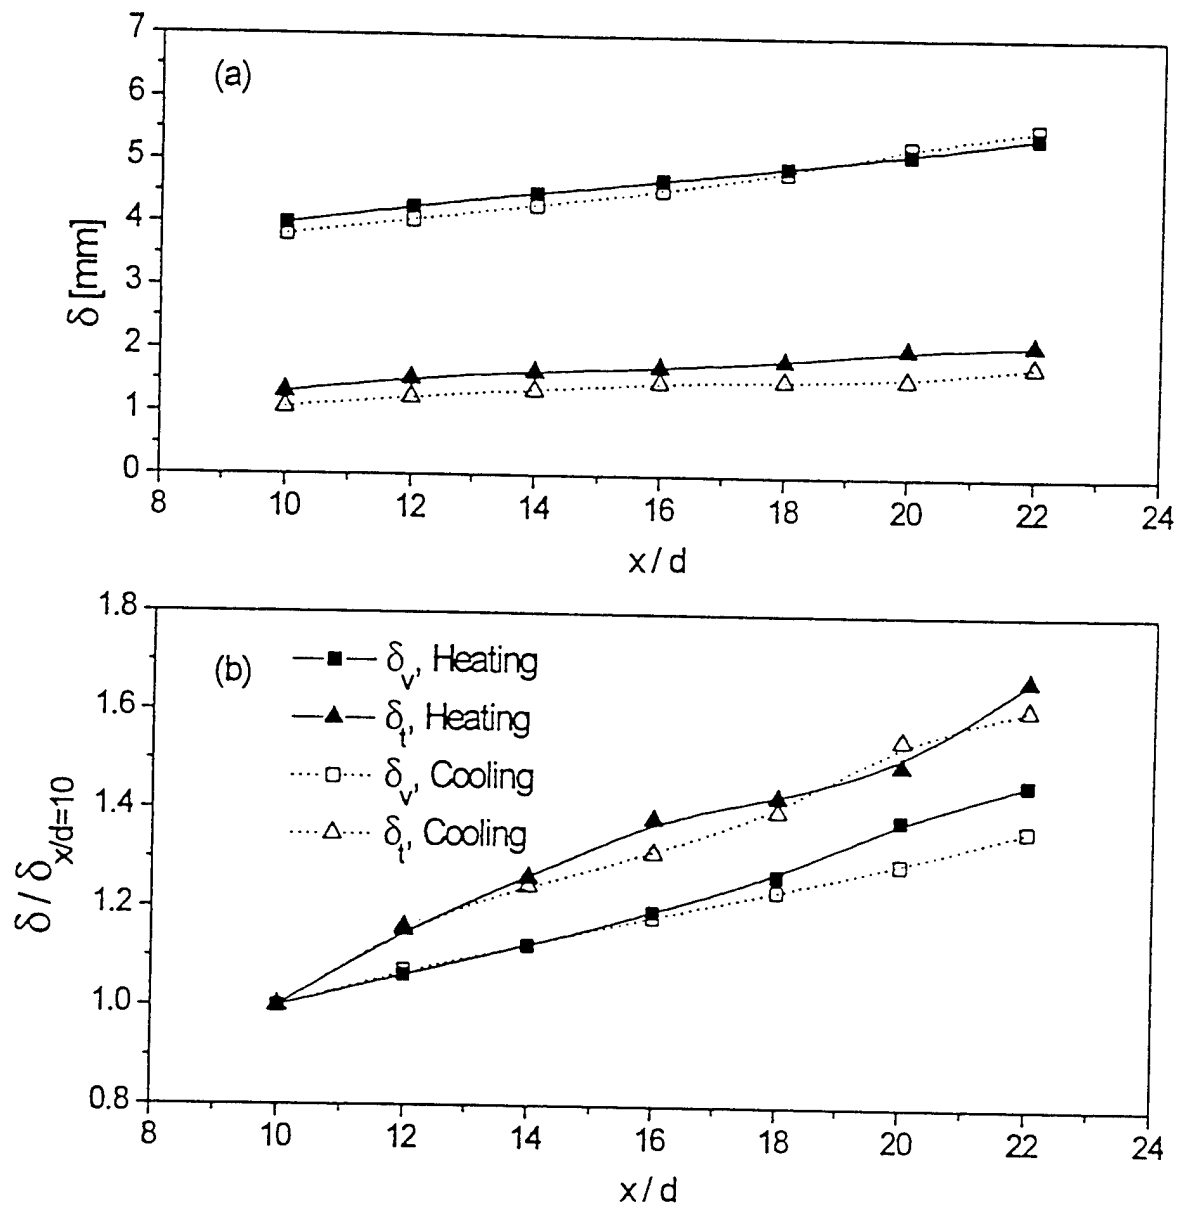 7
(a)
6
5
4
3
2
1
0
δ [mm]
8 10 12 14 16 18 20 22 24
x / d
1.8
(b)
δv, Heating
δt, Heating
δv, Cooling
δt, Cooling
1.6
1.4
1.2
1.0
0.8
δ / δx/d=10
8 10 12 14 16 18 20 22 24
x / d